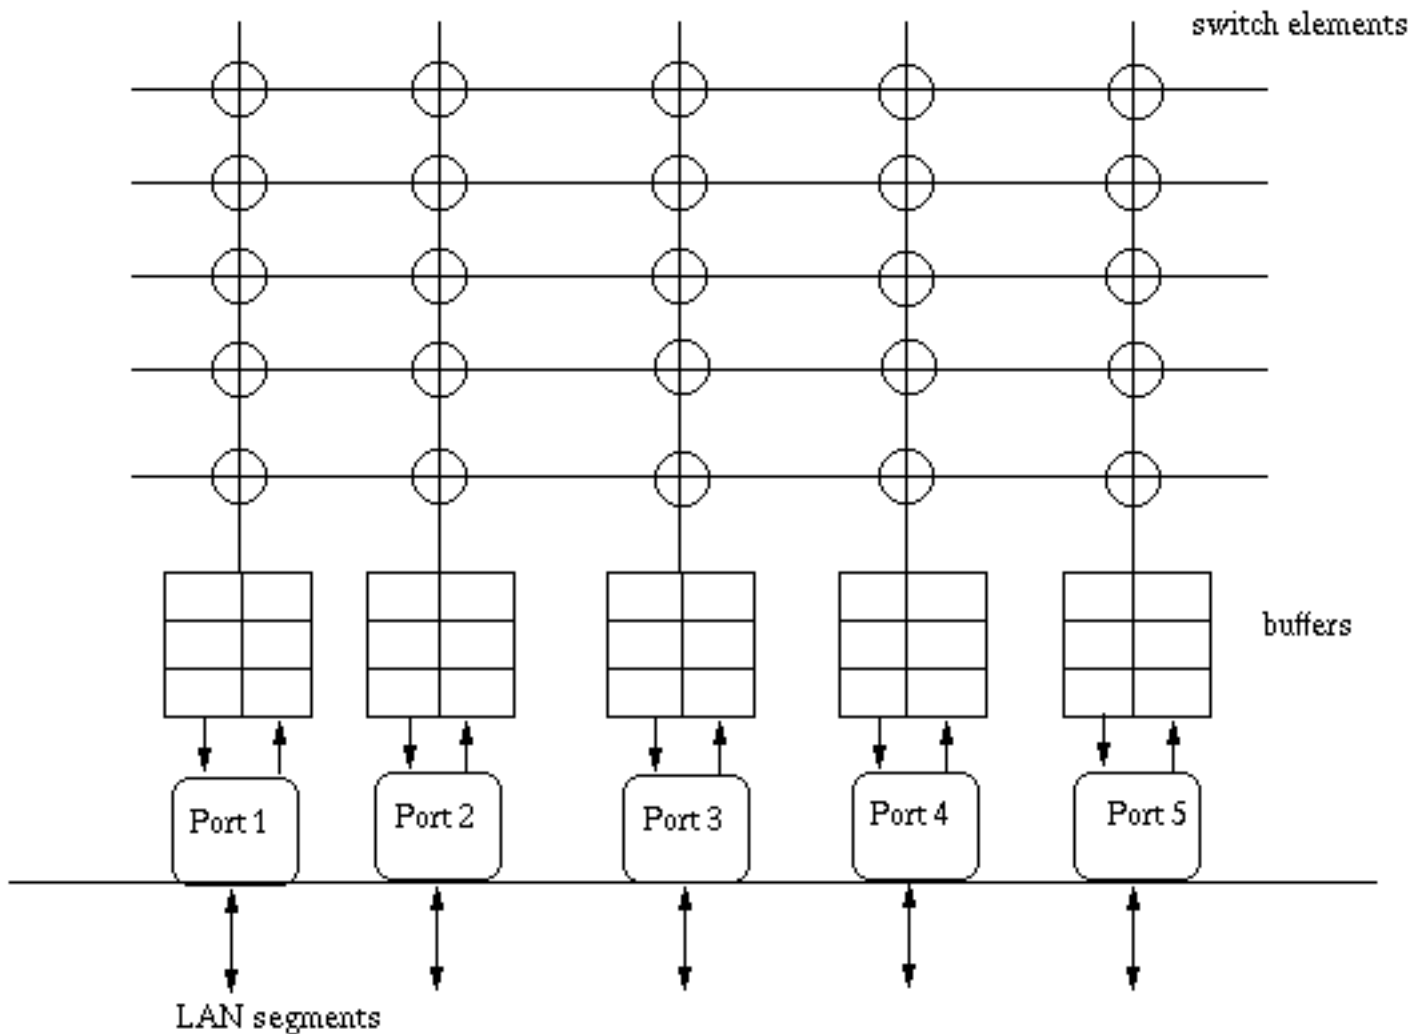 switch elements
buffers
Port 1
Port 2
Port 3
Port 4
Port 5
LAN segments